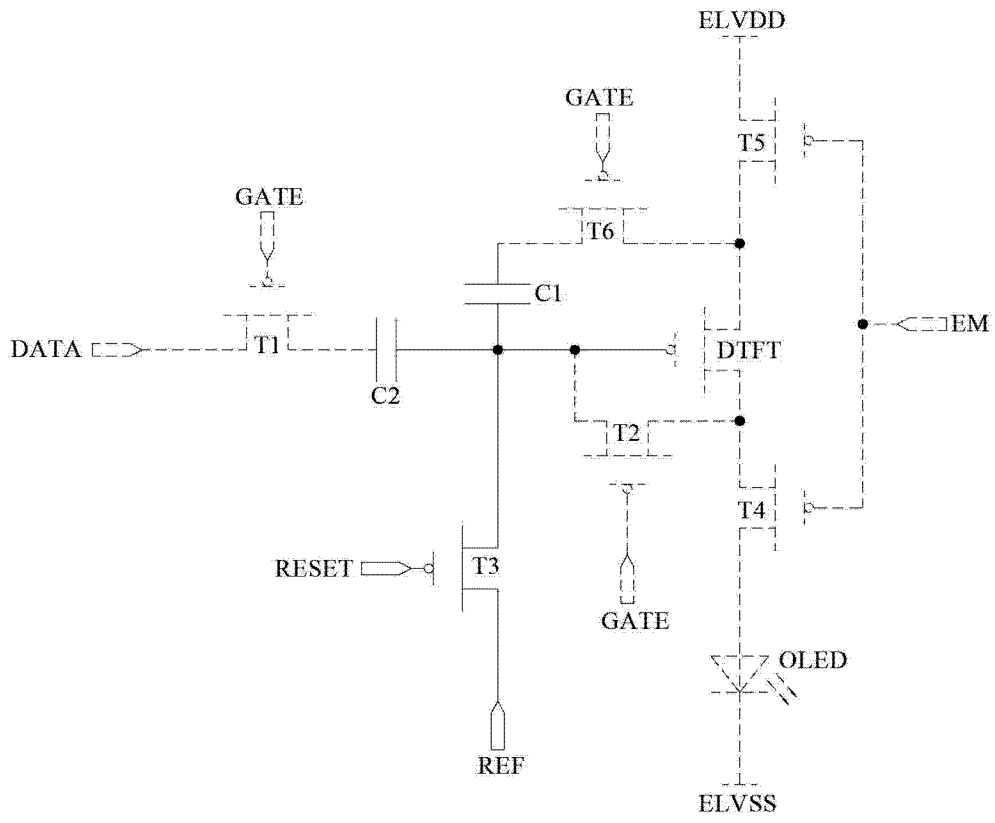 ELVDD
GATE
T5
GATE
T6
C1
EM
DATA
T1
DTFT
C2
T2
T4
RESET
T3
GATE
OLED
REF
ELVSS